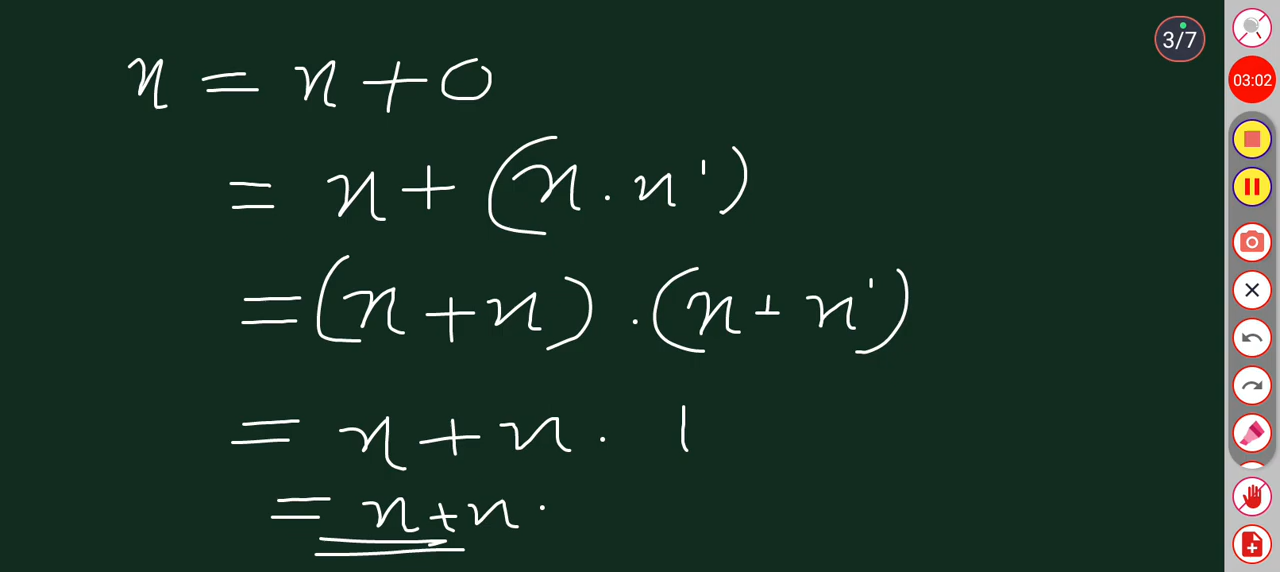 3/7
03:02
x = x + 0
= x + (x . x')
= (x + x) . (x + x')
= x + x . 1
= x + x .